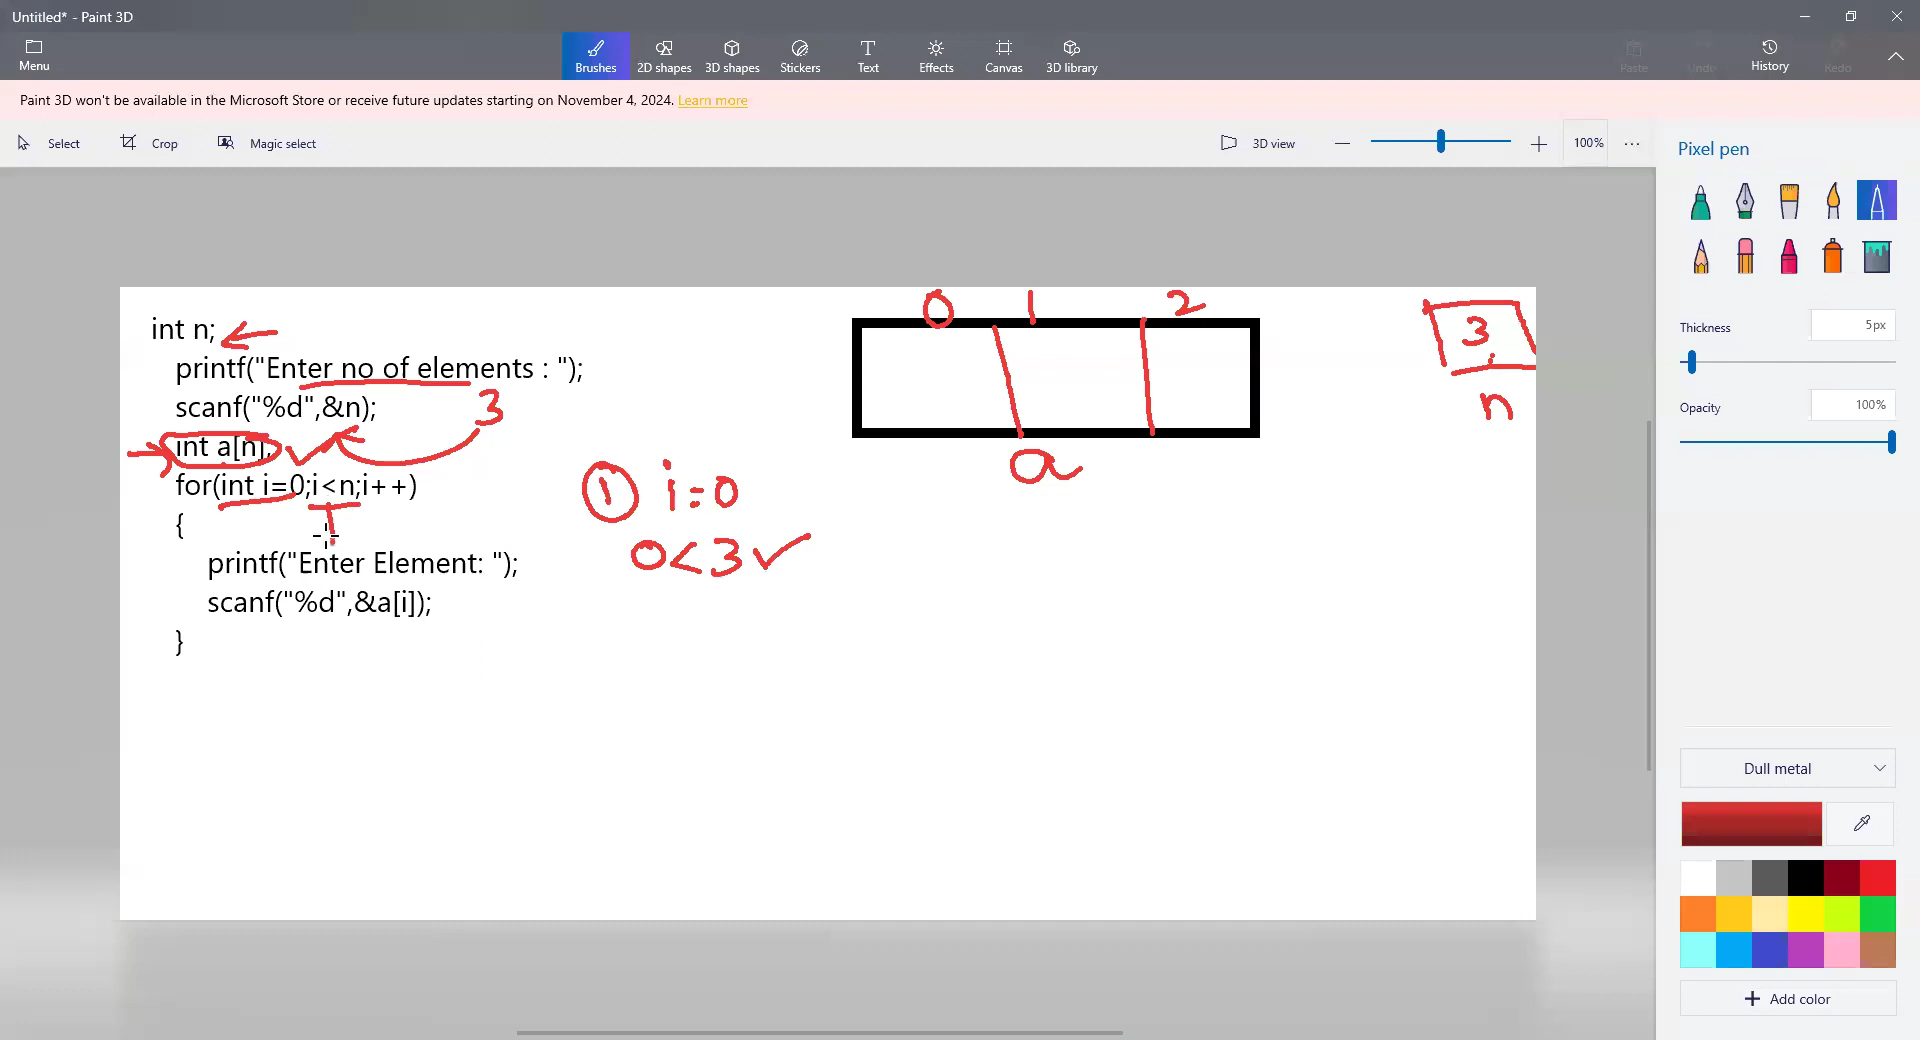 Untitled* - Paint 3D
Menu
Brushes
2D shapes
3D shapes
Stickers
Text
Effects
Canvas
3D library
Paste
Undo
History
Redo
Paint 3D won't be available in the Microsoft Store or receive future updates starting on November 4, 2024. Learn more
Select
Crop
Magic select
3D view
100%
Pixel pen
Thickness
5px
Opacity
100%
Dull metal
Add color
int n;
printf("Enter no of elements : ");
scanf("%d",&n);
3
int a[n];
for(int i=0;i<n;i++)
{
printf("Enter Element: ");
scanf("%d",&a[i]);
}
0 1 2
a
3
n
1 i=0
0<3